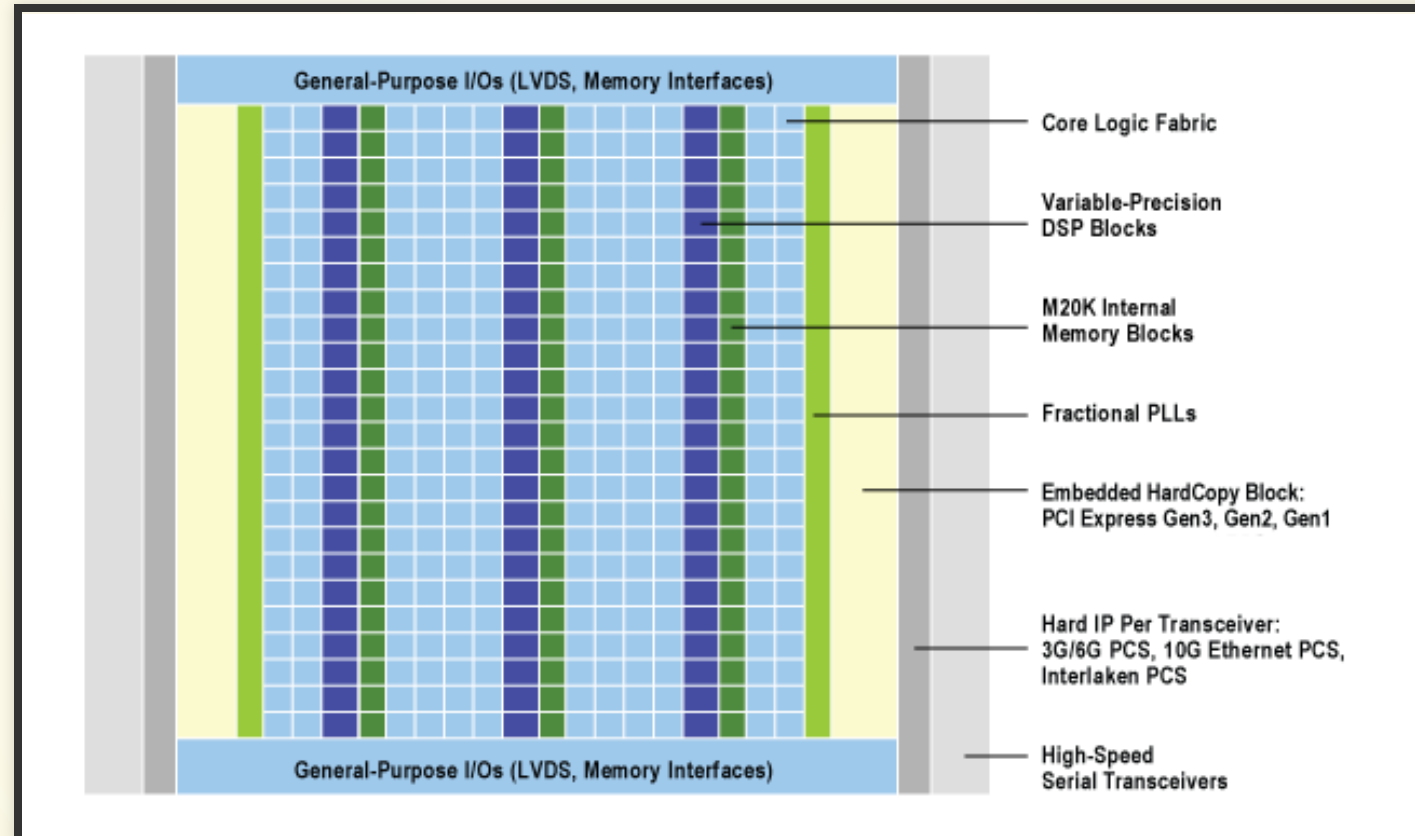 General-Purpose I/Os (LVDS, Memory Interfaces)
Core Logic Fabric
Variable-Precision
DSP Blocks
M20K Internal
Memory Blocks
Fractional PLLs
Embedded HardCopy Block:
PCI Express Gen3, Gen2, Gen1
Hard IP Per Transceiver:
3G/6G PCS, 10G Ethernet PCS,
Interlaken PCS
High-Speed
Serial Transceivers
General-Purpose I/Os (LVDS, Memory Interfaces)